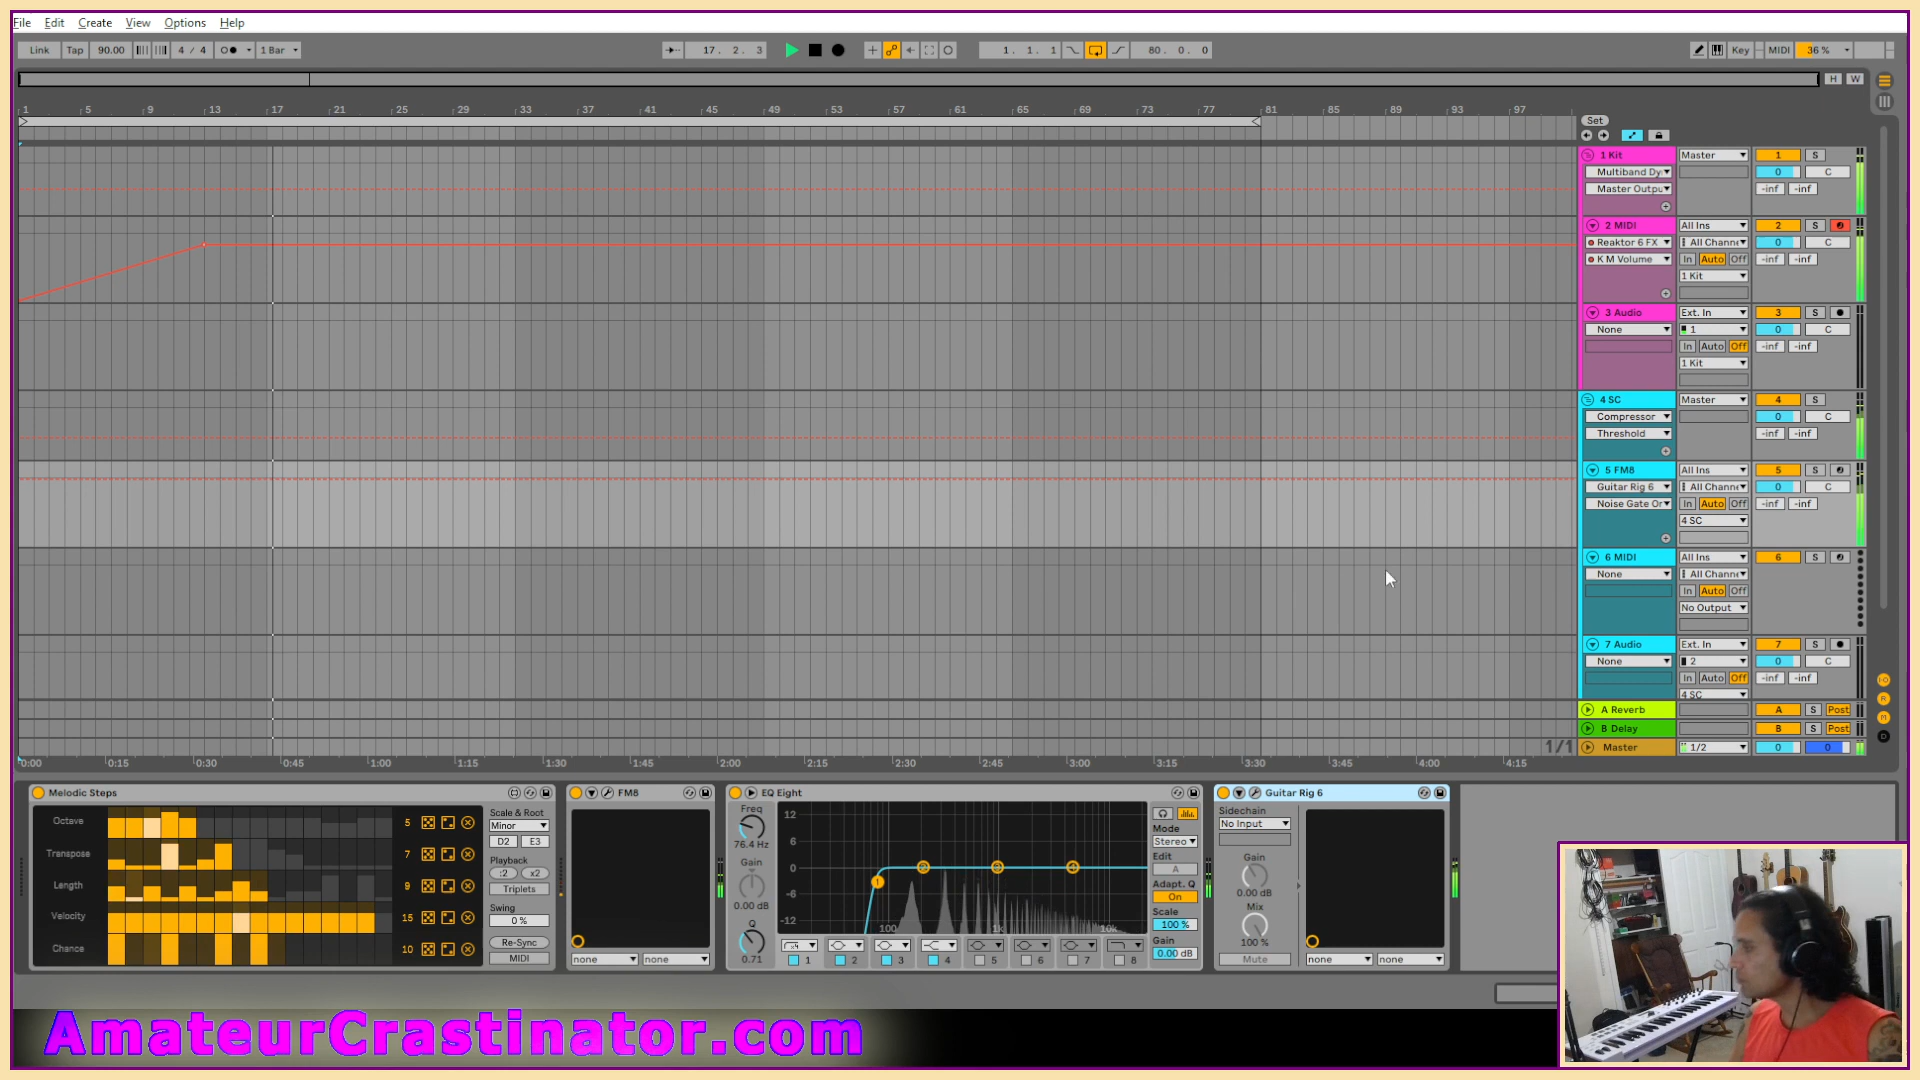 File Edit Create View Options Help
Link Tap 90.00 4 / 4 1 Bar 17. 2. 3 1. 1. 1 80. 0. 0 Key MIDI 36 %
H W
1 5 9 13 17 21 25 29 33 37 41 45 49 53 57 61 65 69 73 77 81 85 89 93 97
Set
1 Kit Master 1 S
Multiband Dy 0 C
Master Outpu -inf -inf
2 MIDI All Ins 2 S
Reaktor 6 FX All Channe 0 C
K M Volume In Auto Off -inf -inf
1 Kit
3 Audio Ext. In 3 S
None 1 0 C
In Auto Off -inf -inf
1 Kit
4 SC Master 4 S
Compressor 0 C
Threshold -inf -inf
5 FM8 All Ins 5 S
Guitar Rig 6 All Channe 0 C
Noise Gate Or In Auto Off -inf -inf
4 SC
6 MIDI All Ins 6 S
None All Channe
In Auto Off
No Output
7 Audio Ext. In 7 S
None 2 0 C
In Auto Off -inf -inf
4 SC
A Reverb A S Post
B Delay B S Post
1/1 Master 1/2 0 0
0:00 0:15 0:30 0:45 1:00 1:15 1:30 1:45 2:00 2:15 2:30 2:45 3:00 3:15 3:30 3:45 4:00 4:15
Melodic Steps
Octave 5
Transpose 7
Length 9
Velocity 15
Chance 10
Scale & Root
Minor
D2 E3
Playback
:2 x2
Triplets
Swing
0 %
Re-Sync
MIDI
FM8
none none
EQ Eight
Freq
76.4 Hz
Gain
0.00 dB
Q
0.71
12
6
0
-6
-12
100 1k 10k
1 2 3 4 5 6 7 8
Mode
Stereo
Edit
A
Adapt. Q
On
Scale
100 %
Gain
0.00 dB
Guitar Rig 6
Sidechain
No Input
Gain
0.00 dB
Mix
100 %
Mute
none none
AmateurCrastinator.com